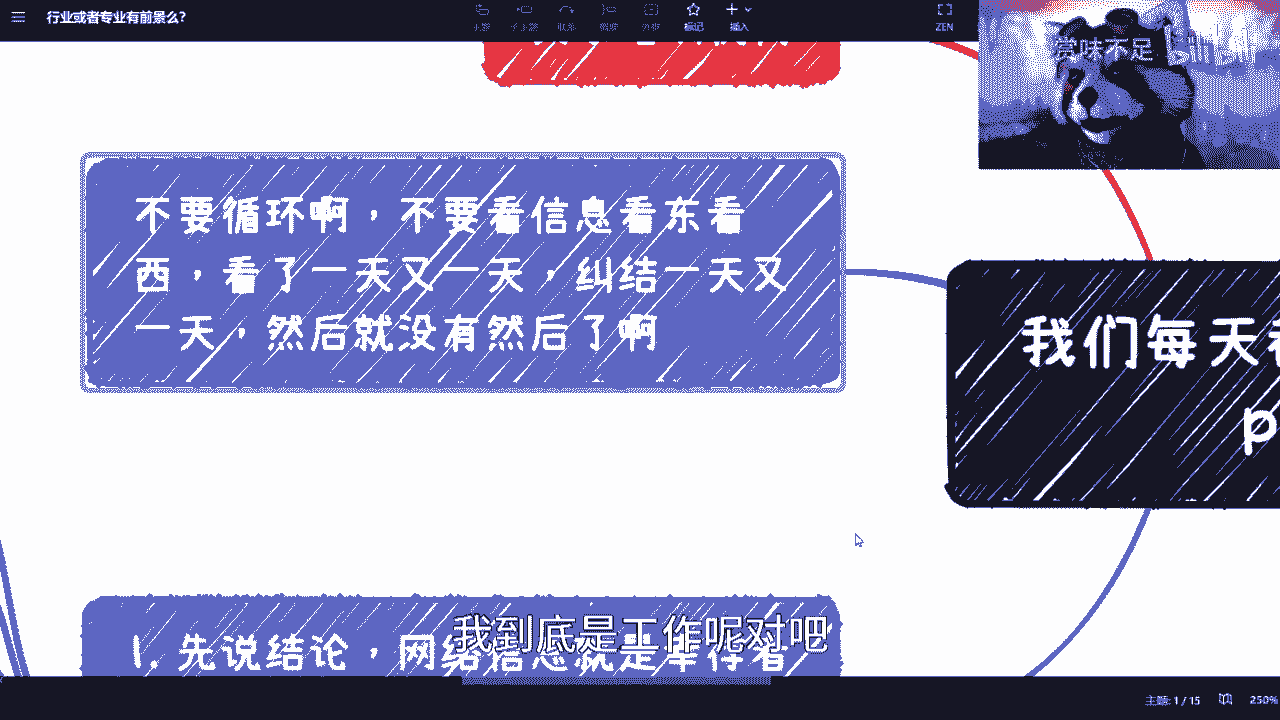 行业或者专业有前景么?
标记
插入
ZEN
赏味不足
不要循环啊，不要看信息看东看
西，看了一天又一天，纠结一天又
一天，然后就没有然后了啊
我们每天
p
1. 先说结论，网络信息就是幸存者
我到底是工作呢对吧
主题: 1 / 15
250%